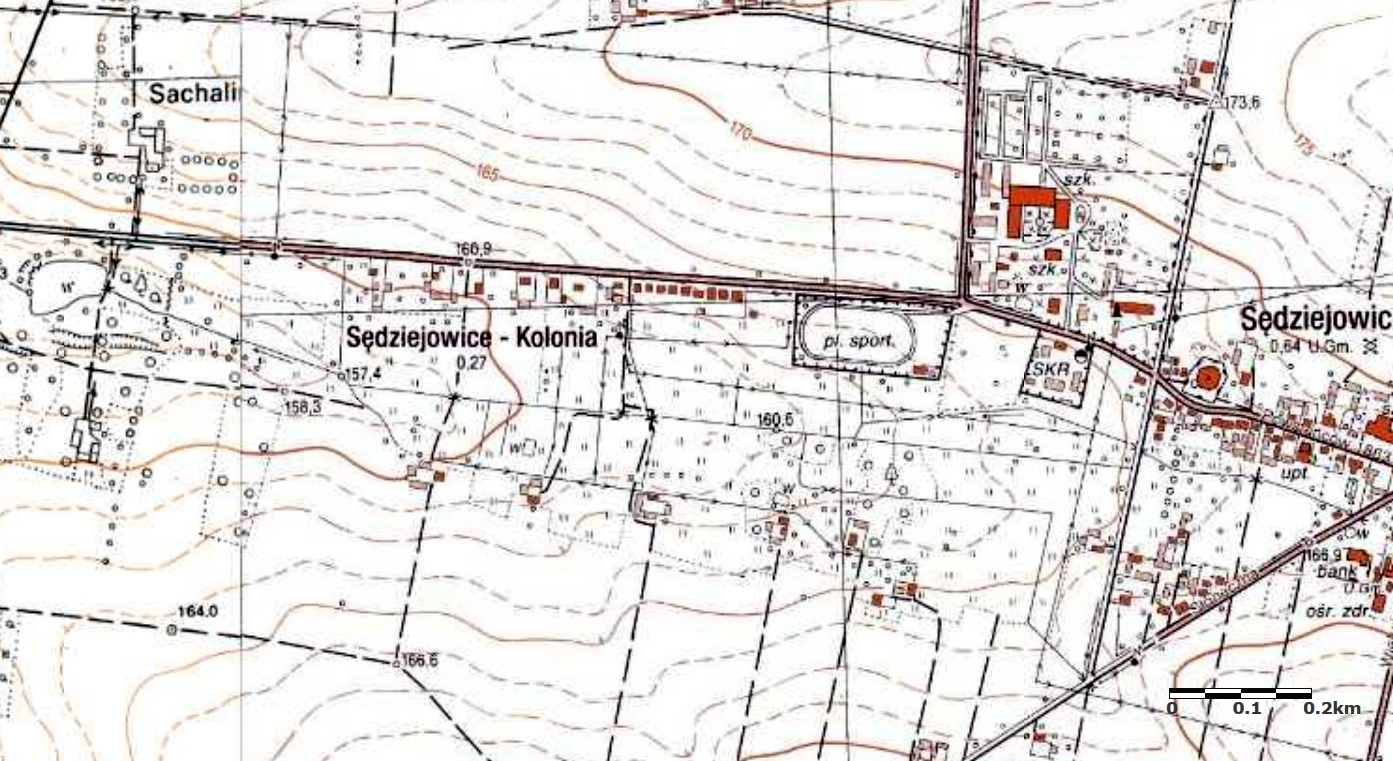 Sachalin
173,6
170
175
165
szk.
szk.
w
160,9
3
Sędziejowice - Kolonia
0.27
pl. sport.
SKR
Sędziejowic
0,64 U.Gm.
157,4
158,3
160.6
w
w
upt.
w
166,9
bank
U.Gm.
ośr. zdr.
164.0
166.6
0 0.1 0.2km